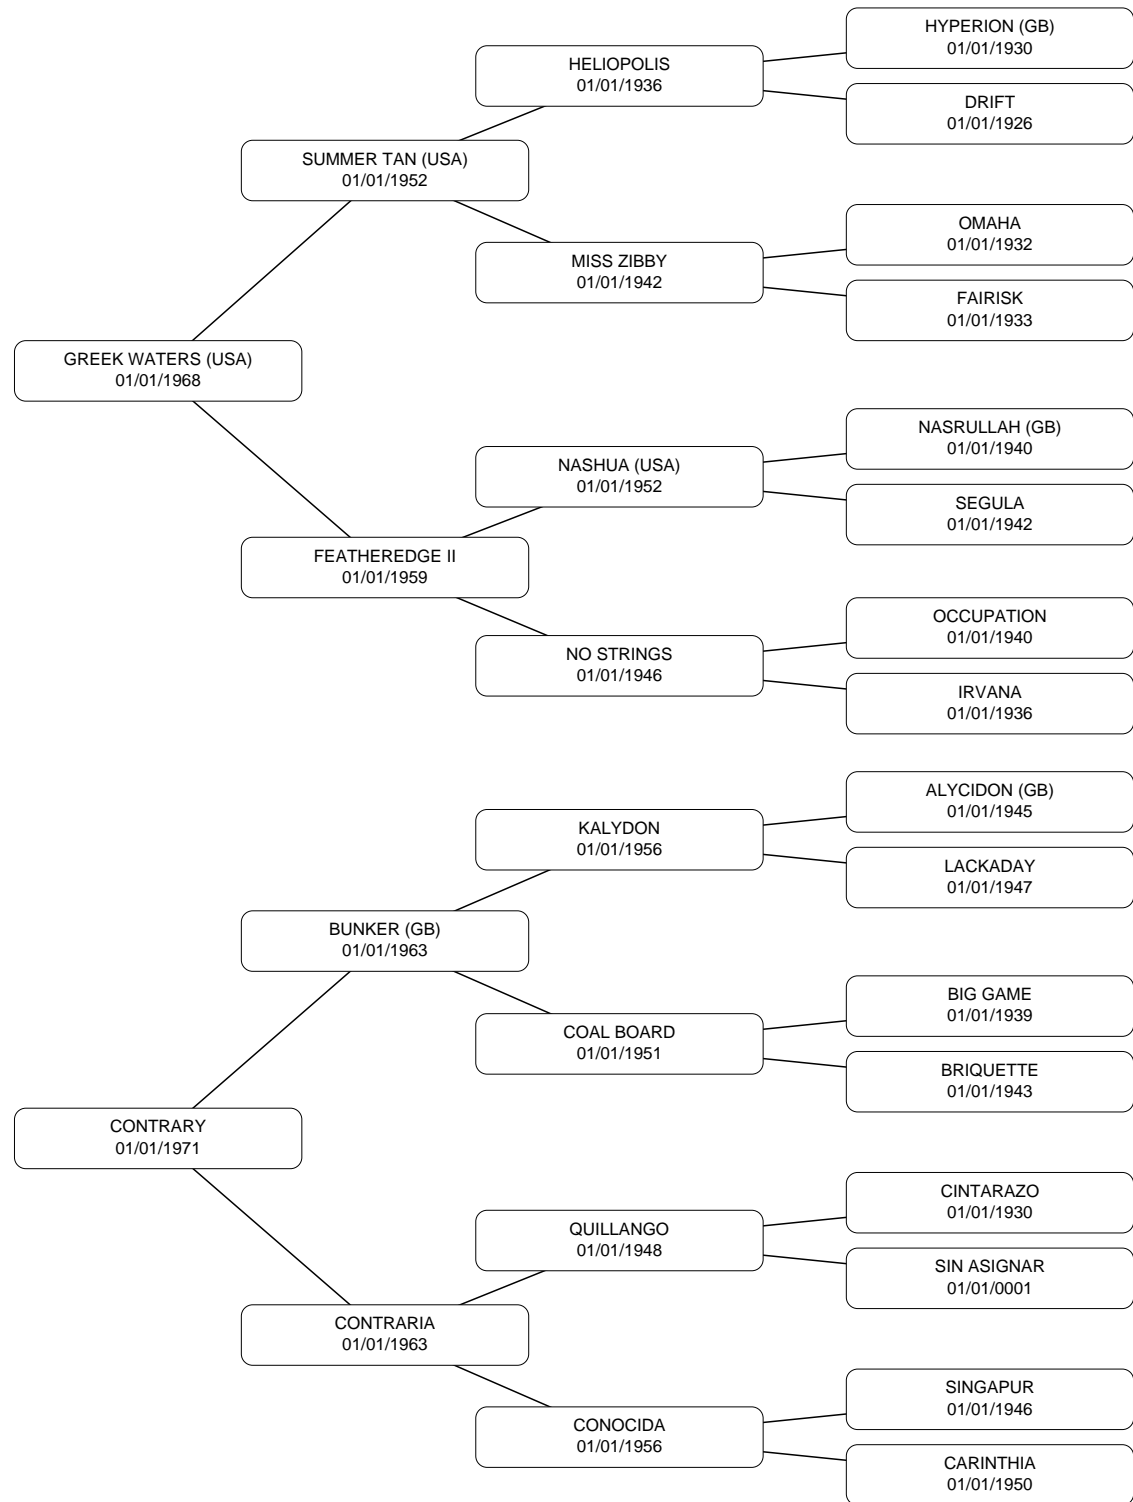 HYPERION (GB)
01/01/1930
HELIOPOLIS
01/01/1936
DRIFT
01/01/1926
SUMMER TAN (USA)
01/01/1952
OMAHA
01/01/1932
MISS ZIBBY
01/01/1942
FAIRISK
01/01/1933
GREEK WATERS (USA)
01/01/1968
NASRULLAH (GB)
01/01/1940
NASHUA (USA)
01/01/1952
SEGULA
01/01/1942
FEATHEREDGE II
01/01/1959
OCCUPATION
01/01/1940
NO STRINGS
01/01/1946
IRVANA
01/01/1936
ALYCIDON (GB)
01/01/1945
KALYDON
01/01/1956
LACKADAY
01/01/1947
BUNKER (GB)
01/01/1963
BIG GAME
01/01/1939
COAL BOARD
01/01/1951
BRIQUETTE
01/01/1943
CONTRARY
01/01/1971
CINTARAZO
01/01/1930
QUILLANGO
01/01/1948
SIN ASIGNAR
01/01/0001
CONTRARIA
01/01/1963
SINGAPUR
01/01/1946
CONOCIDA
01/01/1956
CARINTHIA
01/01/1950